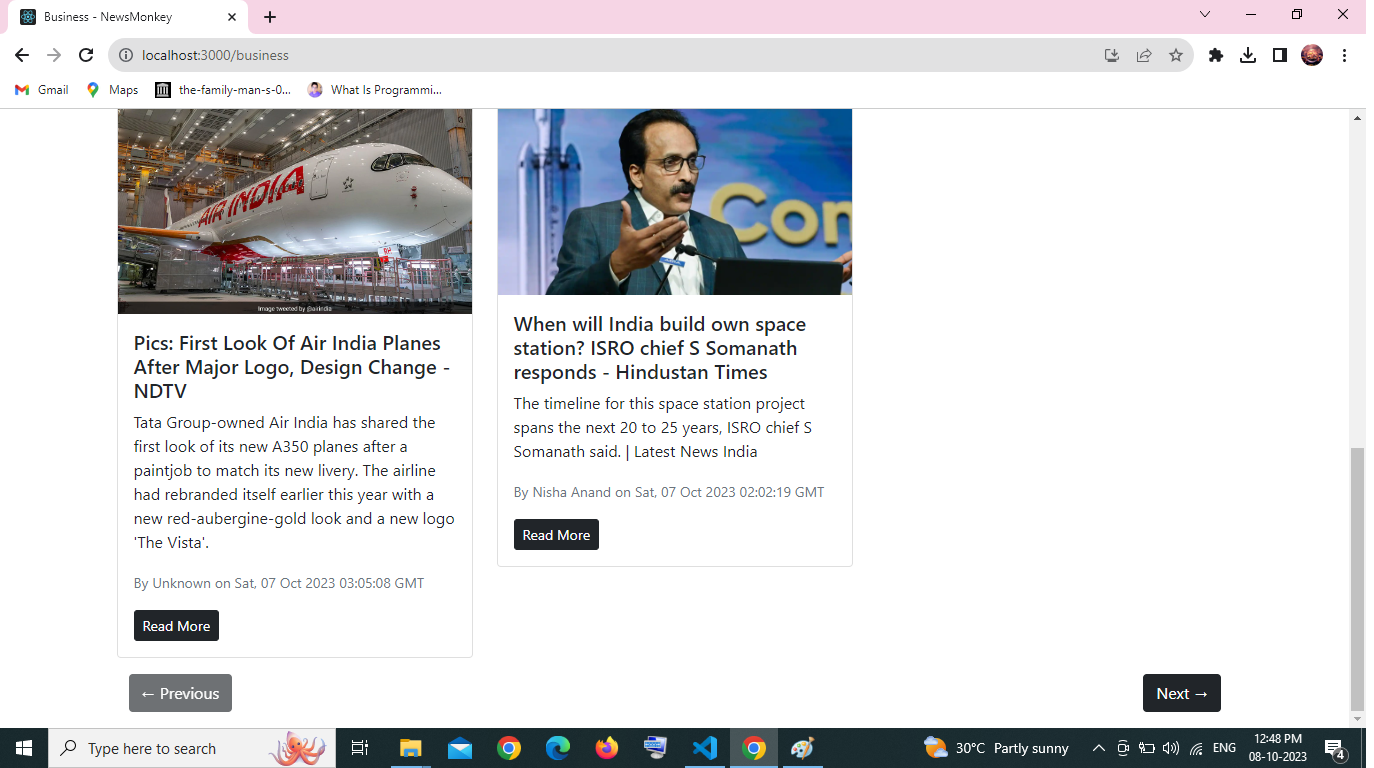 Business - NewsMonkey
localhost:3000/business
Gmail
Maps
the-family-man-s-0...
What Is Programmi...
AIR INDIA
Image tweeted by @airindia
Pics: First Look Of Air India Planes
After Major Logo, Design Change -
NDTV
Tata Group-owned Air India has shared the
first look of its new A350 planes after a
paintjob to match its new livery. The airline
had rebranded itself earlier this year with a
new red-aubergine-gold look and a new logo
'The Vista'.
By Unknown on Sat, 07 Oct 2023 03:05:08 GMT
Read More
Con
When will India build own space
station? ISRO chief S Somanath
responds - Hindustan Times
The timeline for this space station project
spans the next 20 to 25 years, ISRO chief S
Somanath said. | Latest News India
By Nisha Anand on Sat, 07 Oct 2023 02:02:19 GMT
Read More
← Previous
Next →
Type here to search
30°C Partly sunny
ENG
12:48 PM
08-10-2023
4